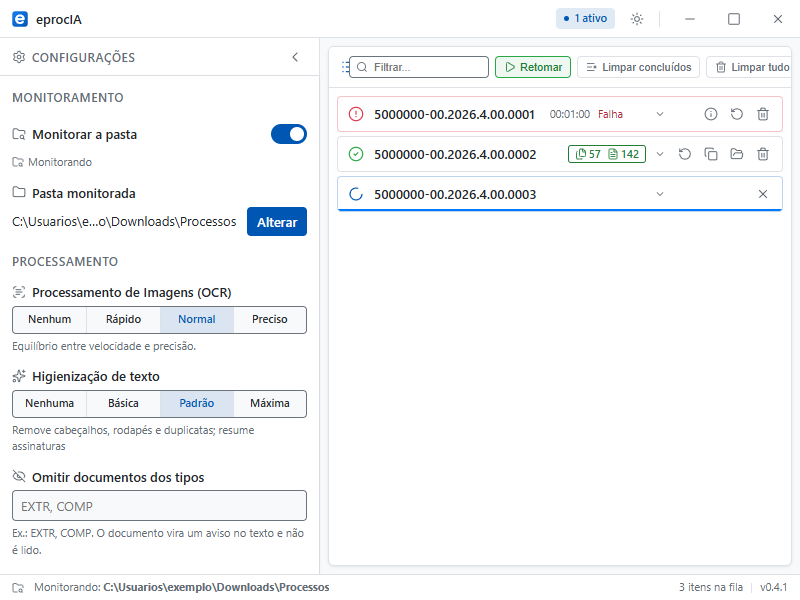 eprocIA
1 ativo
CONFIGURAÇÕES
MONITORAMENTO
Monitorar a pasta
Monitorando
Pasta monitorada
C:\Usuarios\e...o\Downloads\Processos
Alterar
PROCESSAMENTO
Processamento de Imagens (OCR)
Nenhum Rápido Normal Preciso
Equilíbrio entre velocidade e precisão.
Higienização de texto
Nenhuma Básica Padrão Máxima
Remove cabeçalhos, rodapés e duplicatas; resume
assinaturas
Omitir documentos dos tipos
EXTR, COMP
Ex.: EXTR, COMP. O documento vira um aviso no texto e não
é lido.
Filtrar... Retomar Limpar concluídos Limpar tudo
5000000-00.2026.4.00.0001 00:01:00 Falha
5000000-00.2026.4.00.0002 57 142
5000000-00.2026.4.00.0003
Monitorando: C:\Usuarios\exemplo\Downloads\Processos
3 itens na fila v0.4.1